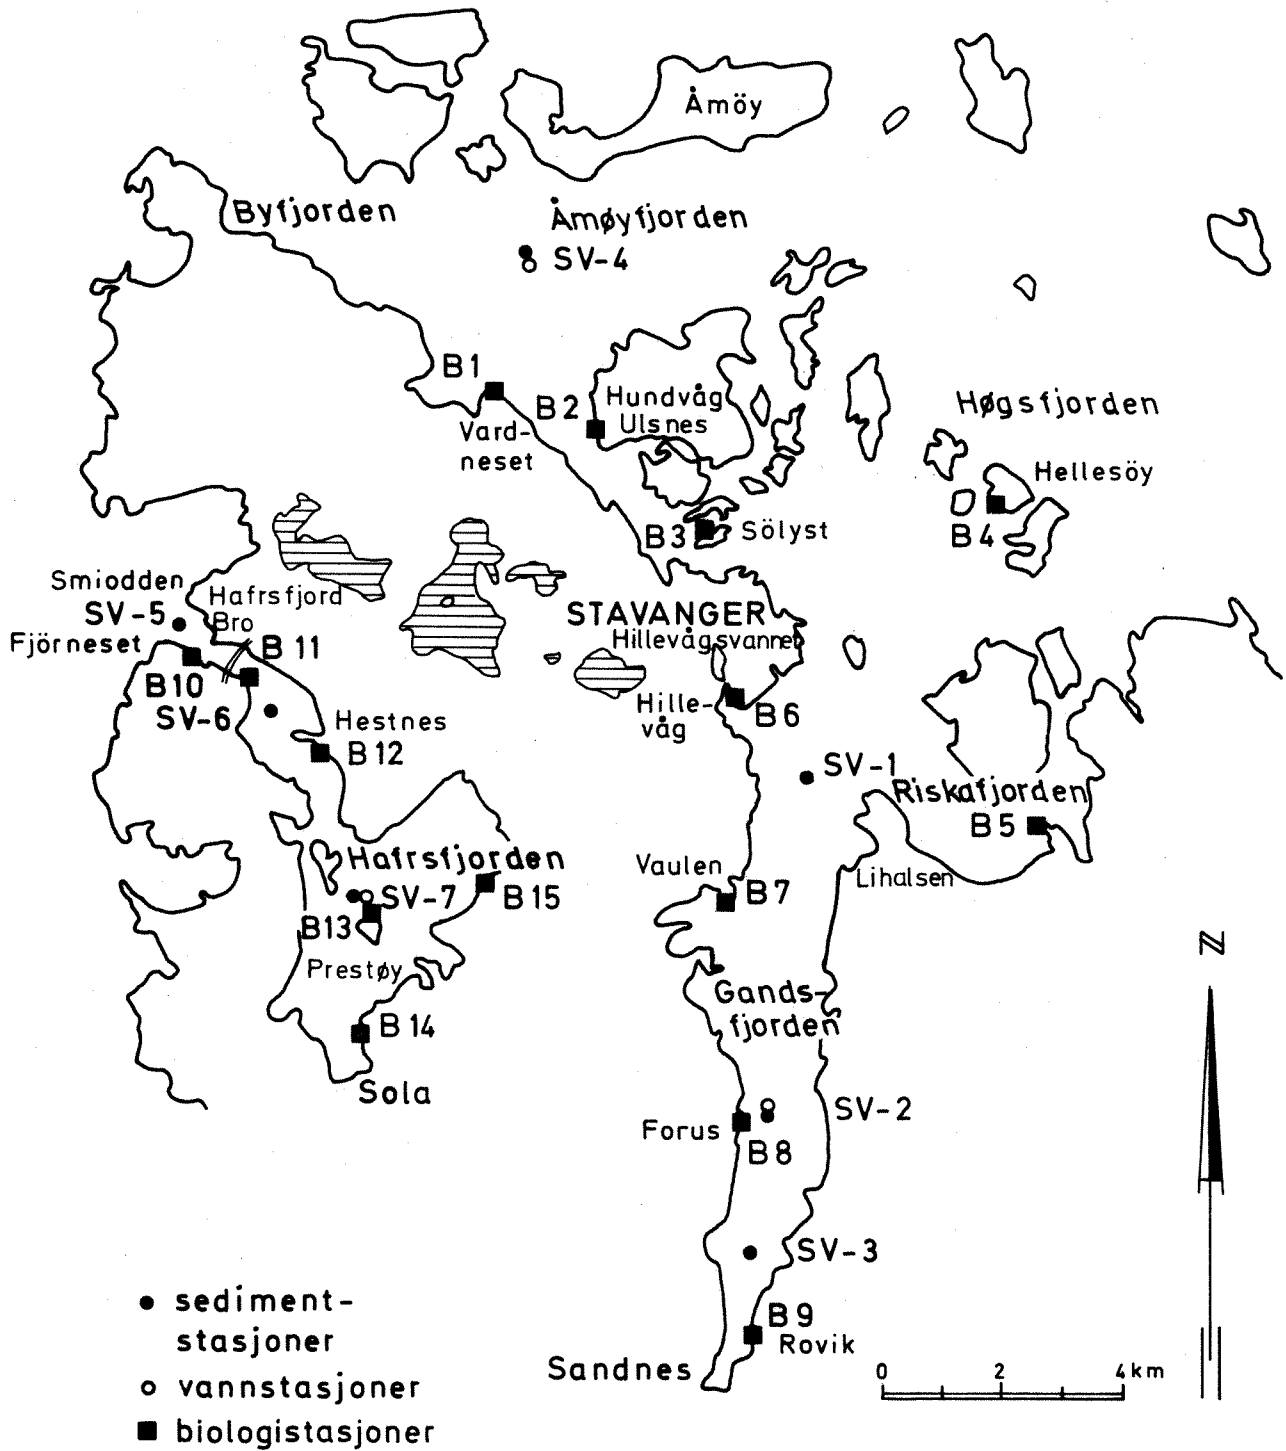 Åmöy
Byfjorden
Åmøyfjorden
SV-4
B1
Vard-
neset
B2
Hundvåg
Ulsnes
Høgsfjorden
Hellesöy
B4
B3
Sölyst
Smiodden
SV-5
Fjörneset
Hafrsfjord
Bro
B 11
B10
SV-6
STAVANGER
Hillevågsvannet
Hille-
våg
B6
Hestnes
B12
SV-1
Riskafjorden
B5
Lihalsen
Hafrsfjorden
SV-7
B15
B13
Prestøy
Vaulen
B7
N
Gands-
fjorden
B14
Sola
SV-2
Forus
B8
SV-3
B9
Rovik
Sandnes
0 2 4km
sediment-
stasjoner
vannstasjoner
biologistasjoner